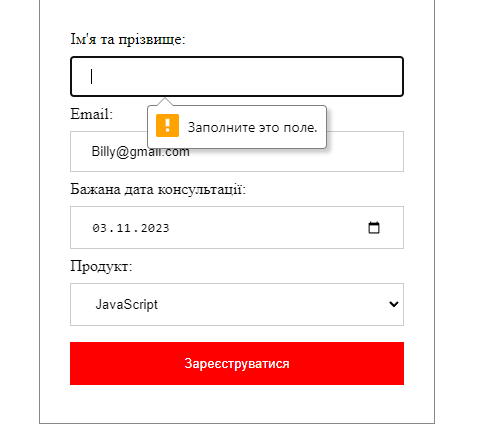 Ім'я та прізвище:
Email:
Заполните это поле.
Billy@gmail.com
Бажана дата консультації:
03.11.2023
Продукт:
JavaScript
Зареєструватися